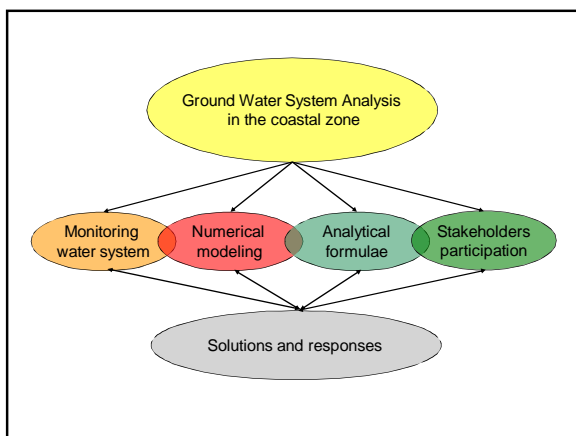 Ground Water System Analysis
in the coastal zone
Monitoring
water system
Numerical
modeling
Analytical
formulae
Stakeholders
participation
Solutions and responses